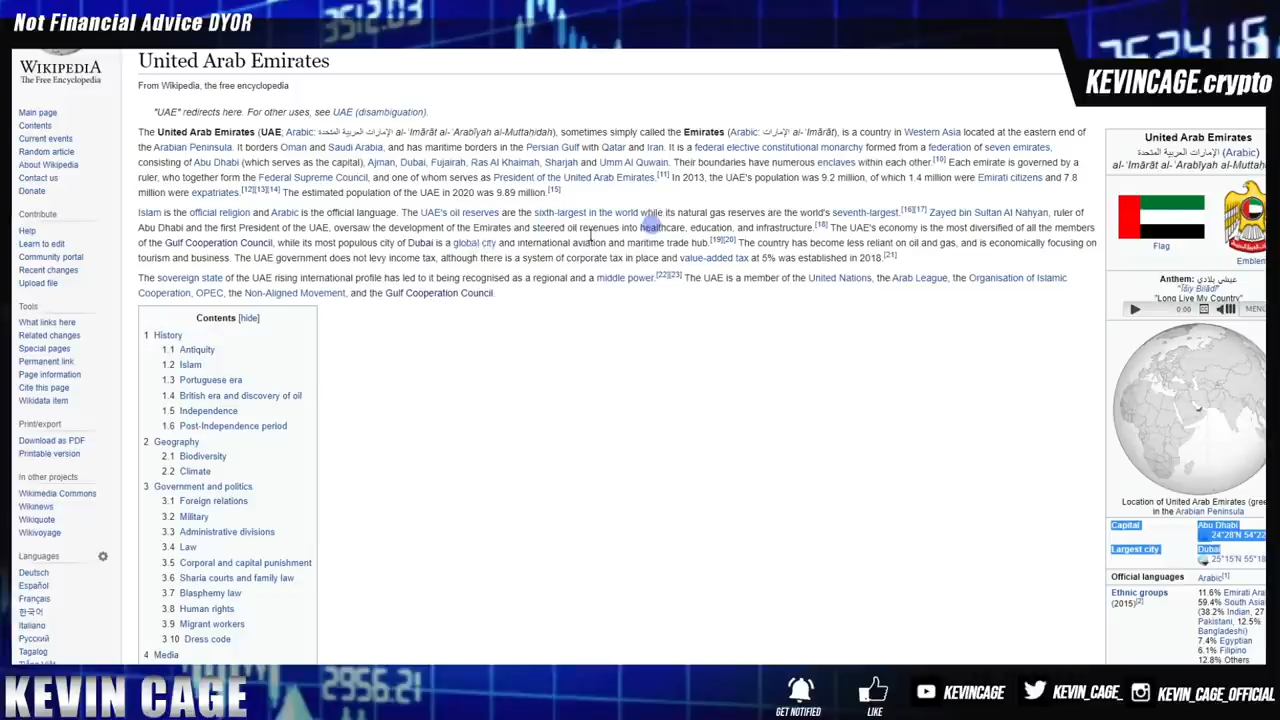 Not Financial Advice DYOR
KEVINCAGE.crypto
WIKIPEDIA
The Free Encyclopedia
Main page
Contents
Current events
Random article
About Wikipedia
Contact us
Donate
Contribute
Help
Learn to edit
Community portal
Recent changes
Upload file
Tools
What links here
Related changes
Special pages
Permanent link
Page information
Cite this page
Wikidata item
Print/export
Download as PDF
Printable version
In other projects
Wikimedia Commons
Wikinews
Wikiquote
Wikivoyage
Languages
Deutsch
Español
Français
한국어
Italiano
Русский
Tagalog
United Arab Emirates
From Wikipedia, the free encyclopedia
"UAE" redirects here. For other uses, see UAE (disambiguation).
The United Arab Emirates (UAE; Arabic: الإمارات العربية المتحدة al-ʾImārāt al-ʿArabīyah al-Muttaḥidah), sometimes simply called the Emirates (Arabic: الإمارات al-ʾImārāt), is a country in Western Asia located at the eastern end of
the Arabian Peninsula. It borders Oman and Saudi Arabia, and has maritime borders in the Persian Gulf with Qatar and Iran. It is a federal elective constitutional monarchy formed from a federation of seven emirates,
consisting of Abu Dhabi (which serves as the capital), Ajman, Dubai, Fujairah, Ras Al Khaimah, Sharjah and Umm Al Quwain. Their boundaries have numerous enclaves within each other.[10] Each emirate is governed by a
ruler, who together form the Federal Supreme Council, and one of whom serves as President of the United Arab Emirates.[11] In 2013, the UAE's population was 9.2 million, of which 1.4 million were Emirati citizens and 7.8
million were expatriates.[12][13][14] The estimated population of the UAE in 2020 was 9.89 million.[15]
Islam is the official religion and Arabic is the official language. The UAE's oil reserves are the sixth-largest in the world while its natural gas reserves are the world's seventh-largest.[16][17] Zayed bin Sultan Al Nahyan, ruler of
Abu Dhabi and the first President of the UAE, oversaw the development of the Emirates and steered oil revenues into healthcare, education, and infrastructure.[18] The UAE's economy is the most diversified of all the members
of the Gulf Cooperation Council, while its most populous city of Dubai is a global city and international aviation and maritime trade hub.[19][20] The country has become less reliant on oil and gas, and is economically focusing on
tourism and business. The UAE government does not levy income tax, although there is a system of corporate tax in place and value-added tax at 5% was established in 2018.[21]
The sovereign state of the UAE rising international profile has led to it being recognised as a regional and a middle power.[22][23] The UAE is a member of the United Nations, the Arab League, the Organisation of Islamic
Cooperation, OPEC, the Non-Aligned Movement, and the Gulf Cooperation Council.
Contents [hide]
1 History
1.1 Antiquity
1.2 Islam
1.3 Portuguese era
1.4 British era and discovery of oil
1.5 Independence
1.6 Post-Independence period
2 Geography
2.1 Biodiversity
2.2 Climate
3 Government and politics
3.1 Foreign relations
3.2 Military
3.3 Administrative divisions
3.4 Law
3.5 Corporal and capital punishment
3.6 Sharia courts and family law
3.7 Blasphemy law
3.8 Human rights
3.9 Migrant workers
3.10 Dress code
4 Media
United Arab Emirates
الإمارات العربية المتحدة (Arabic)
al-ʾImārāt al-ʿArabīyah al-Muttaḥ
Flag
Emblem
Anthem: عيشي بلادي
"Īšiy Bilādī"
"Long Live My Country"
0:00 MENU
Location of United Arab Emirates (gree
in the Arabian Peninsula
Capital Abu Dhabi
24°28′N 54°22
Largest city Dubai
25°15′N 55°18
Official languages Arabic[1]
Ethnic groups 11.6% Emirati Ara
(2015)[2] 59.4% South Asia
(38.2% Indian, 27
Pakistani, 12.5%
Bangladeshi)
7.4% Egyptian
6.1% Filipino
12.8% Others
KEVIN CAGE
2956.21
GET NOTIFIED
LIKE
KEVINCAGE
KEVIN_CAGE_
KEVIN_CAGE_OFFICIAL